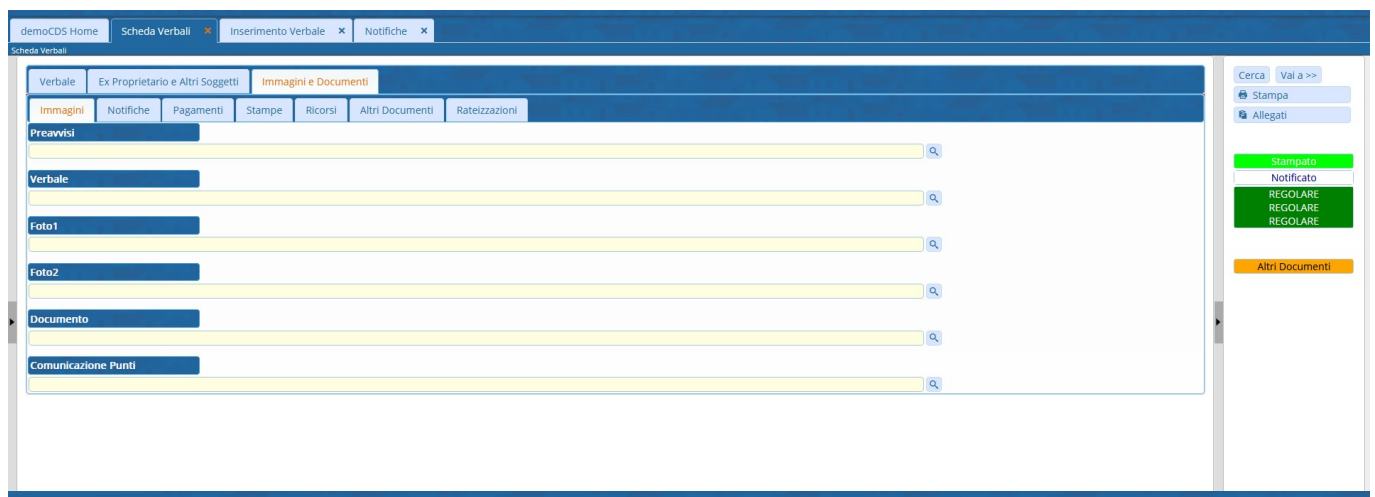 demoCDS Home Scheda Verbali × Inserimento Verbale × Notifiche ×
Scheda Verbali
Verbale Ex Proprietario e Altri Soggetti Immagini e Documenti
Immagini Notifiche Pagamenti Stampe Ricorsi Altri Documenti Rateizzazioni
Preavvisi
Verbale
Foto1
Foto2
Documento
Comunicazione Punti
Cerca Vai a >>
Stampa
Allegati
Stampato
Notificato
REGOLARE
REGOLARE
REGOLARE
Altri Documenti